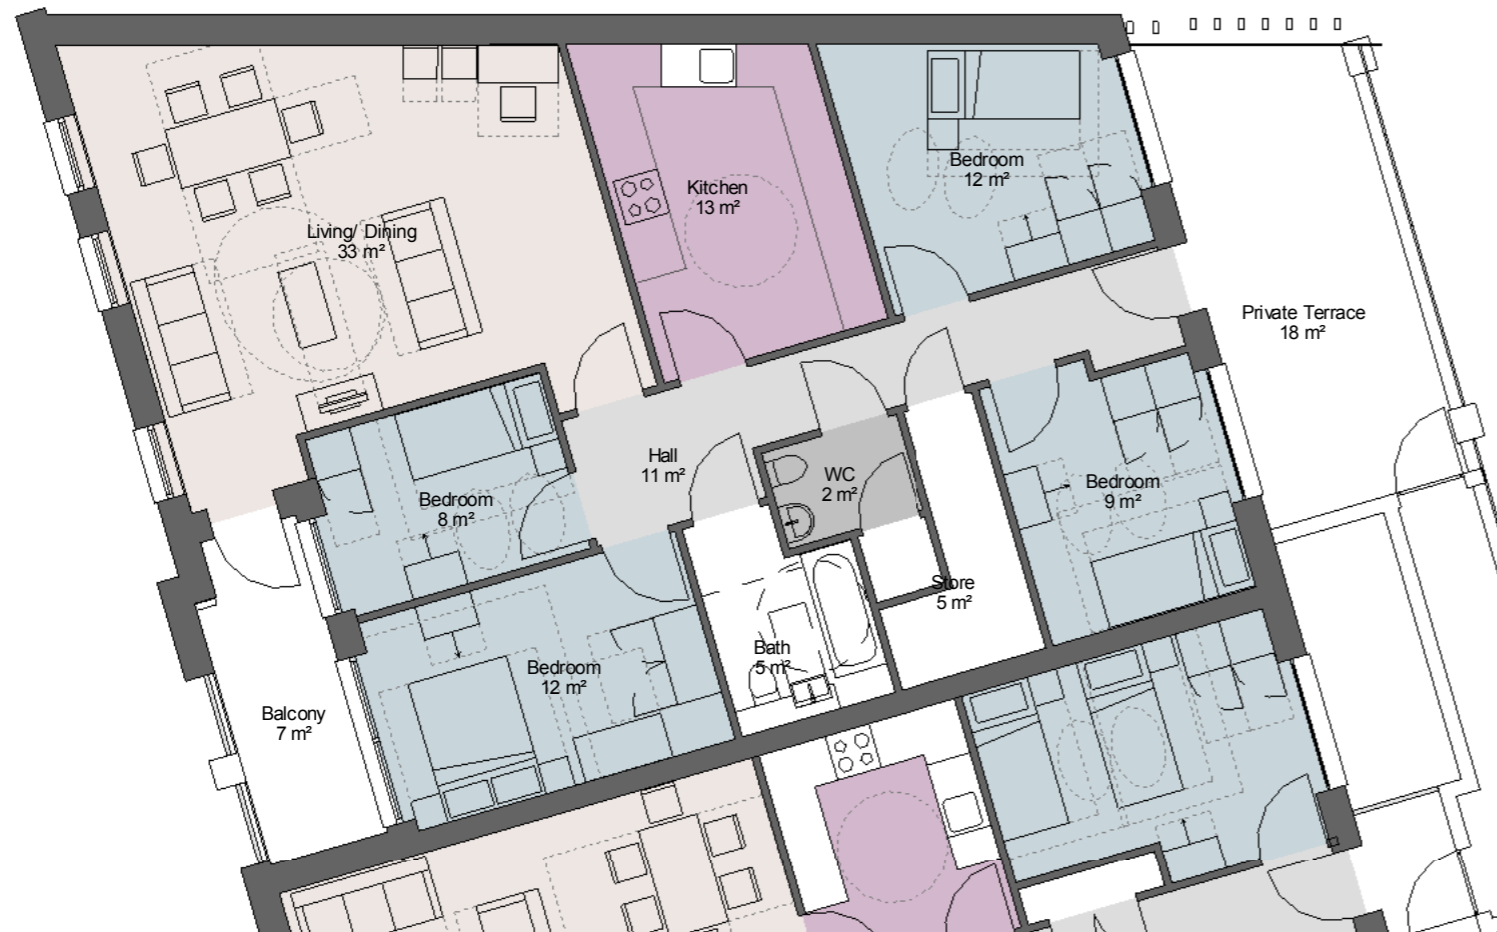 Bedroom
12 m²
Kitchen
13 m²
Living/ Dining
33 m²
Private Terrace
18 m²
Hall
11 m²
WC
2 m²
Bedroom
9 m²
Bedroom
8 m²
Store
5 m²
Bath
5 m²
Bedroom
12 m²
Balcony
7 m²